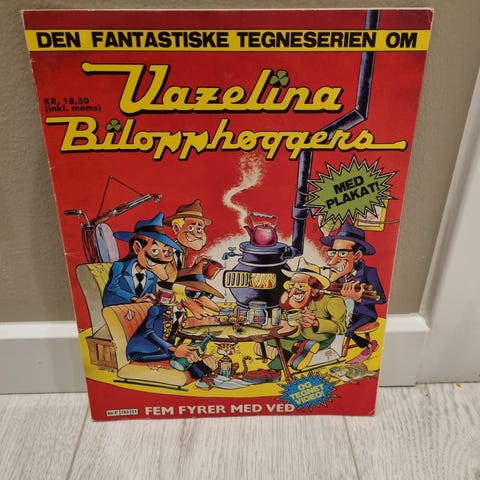 DEN FANTASTISKE TEGNESERIEN OM
KR. 18,50
(inkl. moms)
Vazelina
Bilopphøggers
MED
PLAKAT!
OG
TEGNET
VIDEO!
FEM FYRER MED VED